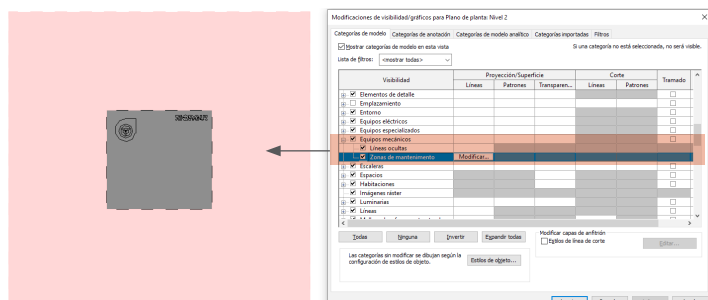 Modificaciones de visibilidad/gráficos para Plano de planta: Nivel 2
Categorías de modelo Categorías de anotación Categorías de modelo analítico Categorías importadas Filtros
Mostrar categorías de modelo en esta vista
Si una categoría no está seleccionada, no será visible.
Lista de filtros: <mostrar todas>
Visibilidad Proyección/Superficie Corte Tramado
Líneas Patrones Transparen... Líneas Patrones
Elementos de detalle
Emplazamiento
Entorno
Equipos eléctricos
Equipos especializados
Equipos mecánicos
Líneas ocultas
Zonas de mantenimiento Modificar...
Escaleras
Espacios
Habitaciones
Imágenes ráster
Luminarias
Líneas
Todas Ninguna Invertir Expandir todas
Modificar capas de anfitrión
Estilos de línea de corte Editar...
Las categorías sin modificar se dibujan según la
configuración de estilos de objeto.
Estilos de objeto...